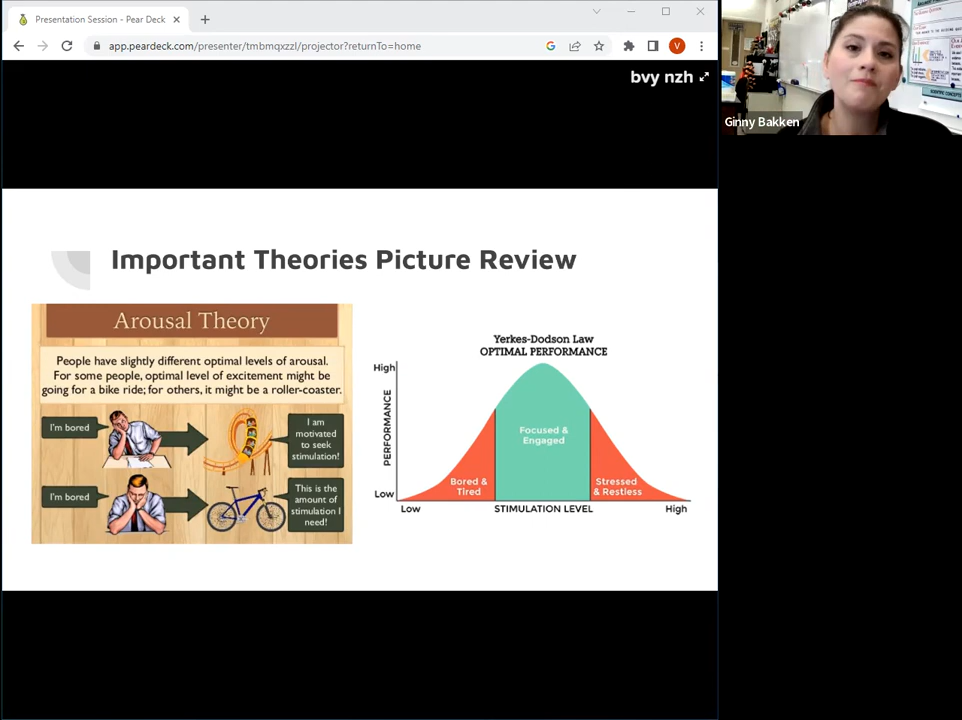 Presentation Session - Pear Deck
app.peardeck.com/presenter/tmbmqxzzl/projector?returnTo=home
V
bvy nzh
Ginny Bakken
Important Theories Picture Review
Arousal Theory
People have slightly different optimal levels of arousal.
For some people, optimal level of excitement might be
going for a bike ride; for others, it might be a roller-coaster.
I'm bored
I am
motivated
to seek
stimulation!
I'm bored
This is the
amount of
stimulation I
need!
Yerkes-Dodson Law
OPTIMAL PERFORMANCE
High
PERFORMANCE
Low
Focused &
Engaged
Bored &
Tired
Stressed
& Restless
Low
STIMULATION LEVEL
High